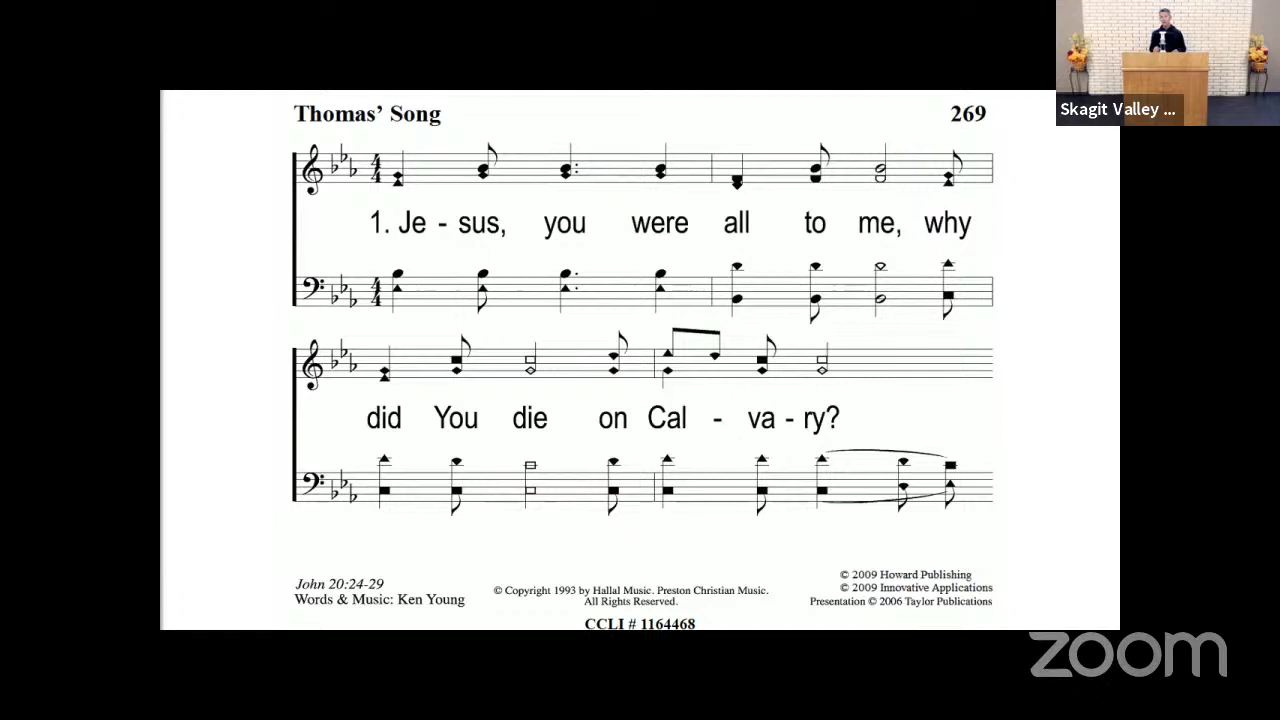 Skagit Valley ...
Thomas’ Song 269
1. Je - sus, you were all to me, why
did You die on Cal - va - ry?
John 20:24-29
Words & Music: Ken Young
© Copyright 1993 by Hallal Music. Preston Christian Music.
All Rights Reserved.
© 2009 Howard Publishing
© 2009 Innovative Applications
Presentation © 2006 Taylor Publications
CCLI # 1164468
zoom